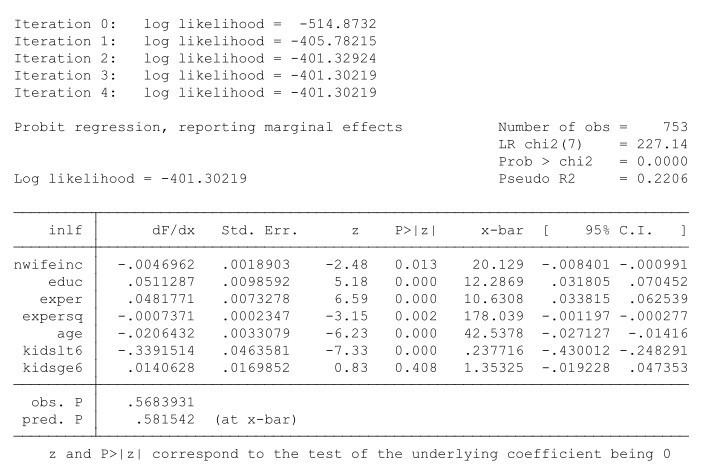 Iteration 0:   log likelihood =  -514.8732
Iteration 1:   log likelihood = -405.78215
Iteration 2:   log likelihood = -401.32924
Iteration 3:   log likelihood = -401.30219
Iteration 4:   log likelihood = -401.30219
Probit regression, reporting marginal effects           Number of obs =    753
LR chi2(7)    = 227.14
Prob > chi2   = 0.0000
Log likelihood = -401.30219                             Pseudo R2     = 0.2206
inlf |      dF/dx   Std. Err.      z    P>|z|     x-bar  [    95% C.I.   ]
nwifeinc |  -.0046962   .0018903    -2.48   0.013    20.129  -.008401 -.000991
educ |   .0511287   .0098592     5.18   0.000   12.2869   .031805  .070452
exper |   .0481771   .0073278     6.59   0.000   10.6308   .033815  .062539
expersq |  -.0007371   .0002347    -3.15   0.002   178.039  -.001197 -.000277
age |  -.0206432   .0033079    -6.23   0.000   42.5378  -.027127  -.01416
kidslt6 |  -.3391514   .0463581    -7.33   0.000   .237716  -.430012 -.248291
kidsge6 |   .0140628   .0169852     0.83   0.408   1.35325  -.019228  .047353
obs. P |   .5683931
pred. P |    .581542  (at x-bar)
z and P>|z| correspond to the test of the underlying coefficient being 0